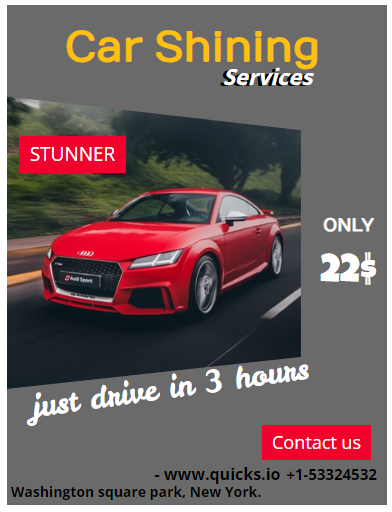 Car Shining
Services
STUNNER
Audi Sport
ONLY
22$
just drive in 3 hours
Contact us
- www.quicks.io +1-53324532
Washington square park, New York.